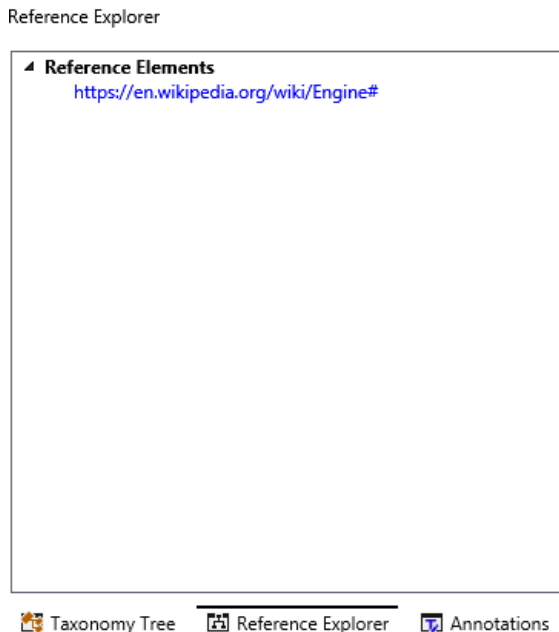 Reference Explorer
Reference Elements
https://en.wikipedia.org/wiki/Engine#
Taxonomy Tree Reference Explorer Annotations